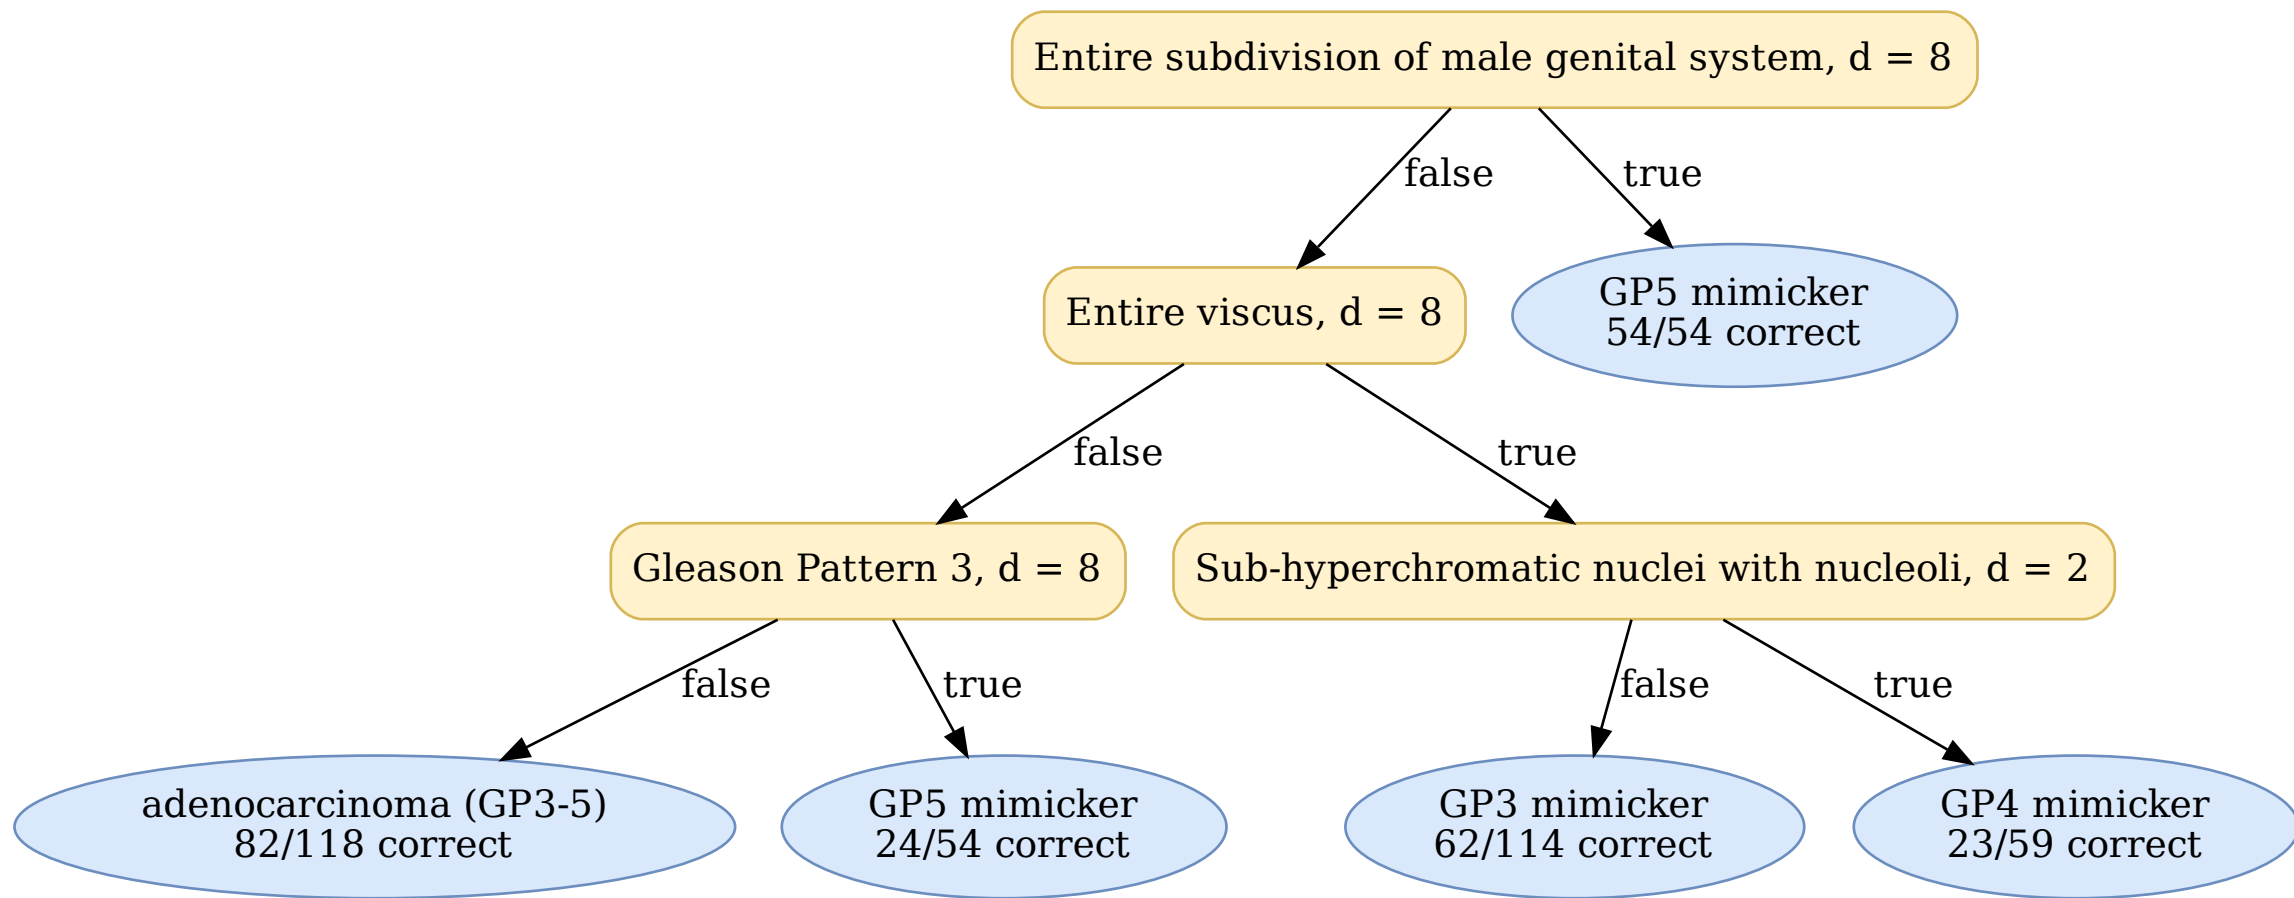 Entire subdivision of male genital system, d = 8
false
true
Entire viscus, d = 8
GP5 mimicker
54/54 correct
false
true
Gleason Pattern 3, d = 8
Sub-hyperchromatic nuclei with nucleoli, d = 2
false
true
false
true
adenocarcinoma (GP3-5)
82/118 correct
GP5 mimicker
24/54 correct
GP3 mimicker
62/114 correct
GP4 mimicker
23/59 correct